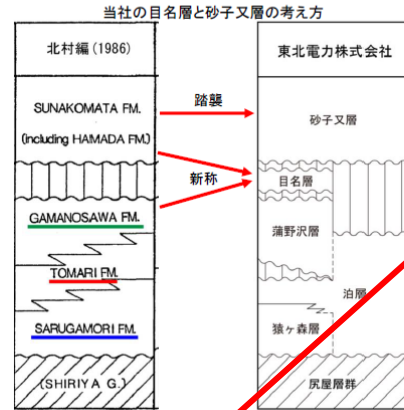 当社の目名層と砂子又層の考え方
北村編(1986)
東北電力株式会社
SUNAKOMATA FM.
(including HAMADA FM.)
踏襲
新称
砂子又層
目名層
GAMANOSAWA FM.
蒲野沢層
TOMARI FM.
泊層
SARUGAMORI FM.
猿ヶ森層
(SHIRIYA G.)
尻屋層群